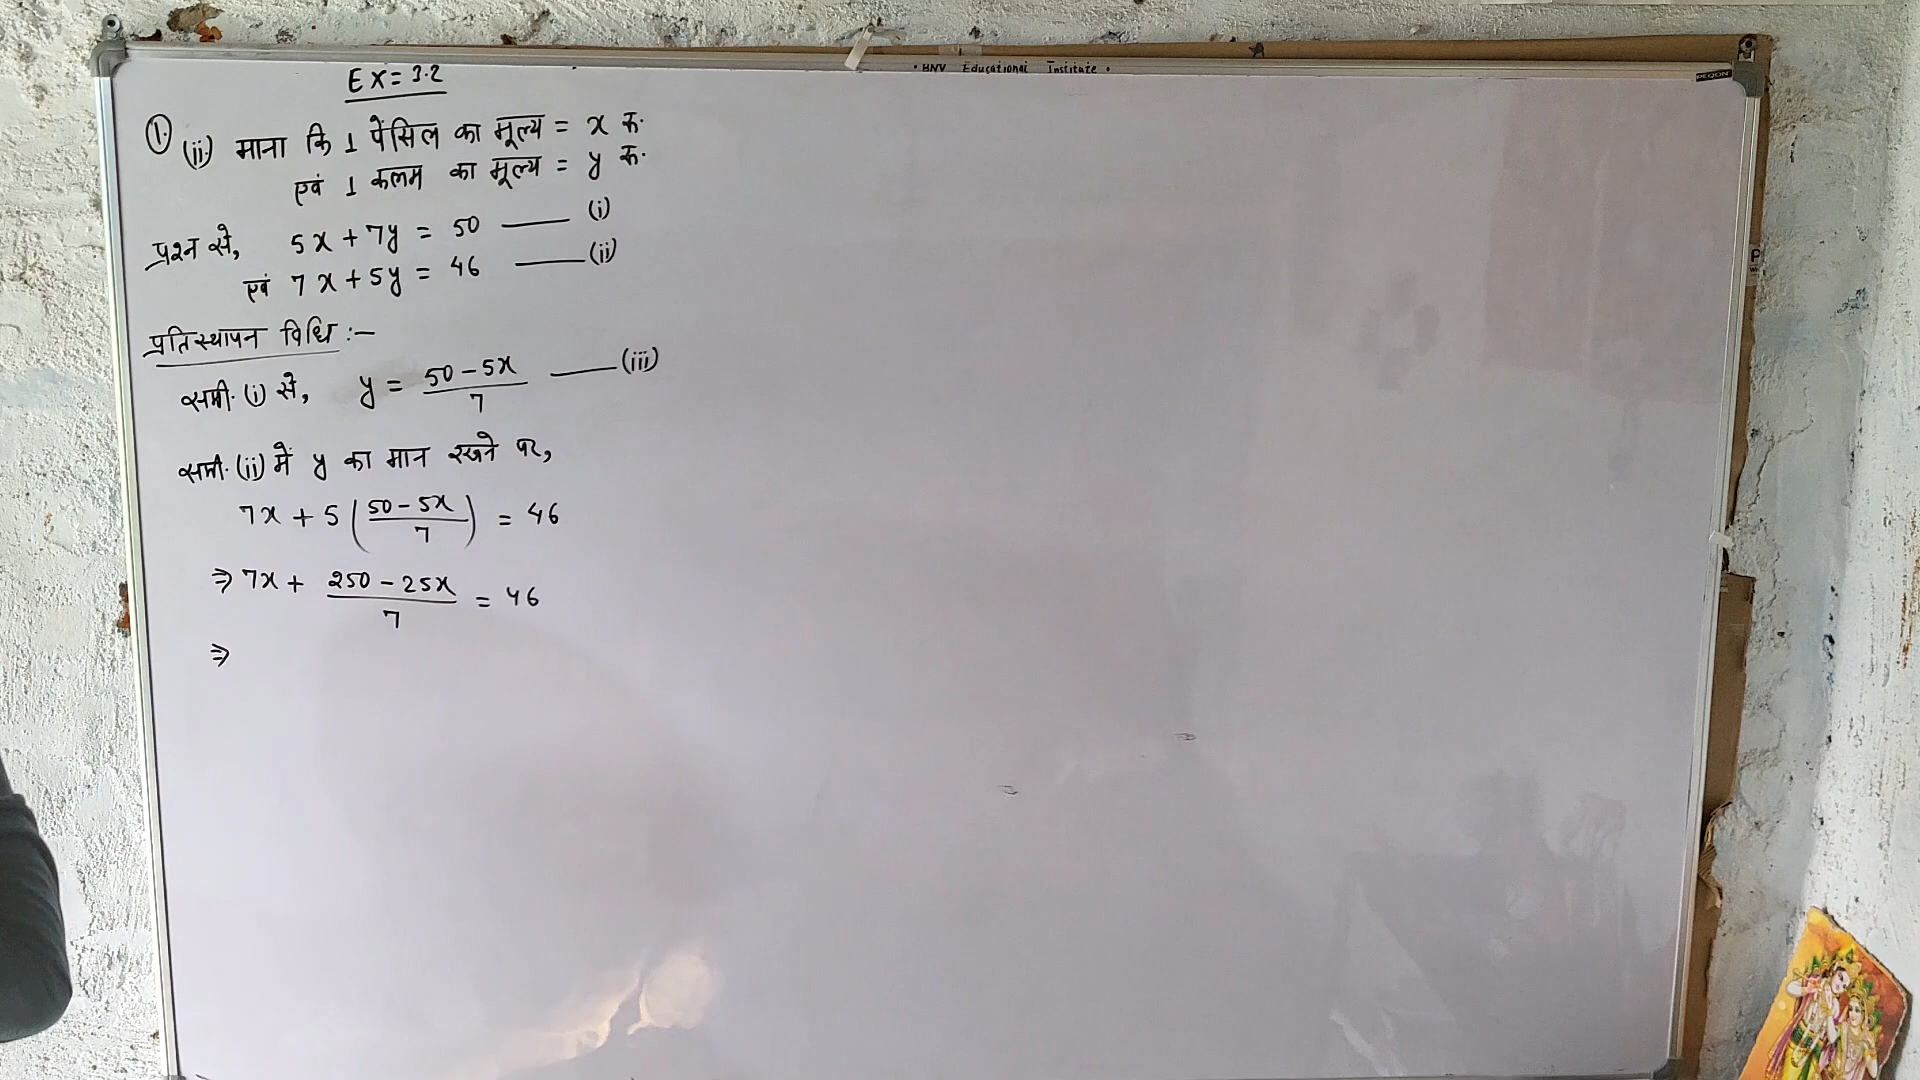 • BNV Educational Institute •
PEQON
Ex = 3.2
①. (ii) माना कि 1 पेंसिल का मूल्य = x रु.
एवं 1 कलम का मूल्य = y रु.
प्रश्न से, 5x + 7y = 50 —— (i)
एवं 7x + 5y = 46 —— (ii)
प्रतिस्थापन विधि :–
समी. (i) से, y = (50 – 5x)/7 —— (iii)
समी. (ii) में y का मान रखने पर,
7x + 5 ((50 – 5x)/7) = 46
⇒ 7x + (250 – 25x)/7 = 46
⇒